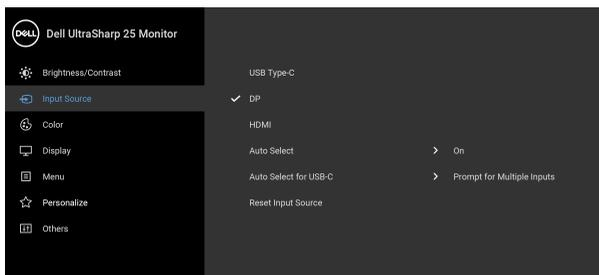 DELL Dell UltraSharp 25 Monitor
Brightness/Contrast USB Type-C
Input Source DP
Color HDMI
Display Auto Select On
Menu Auto Select for USB-C Prompt for Multiple Inputs
Personalize Reset Input Source
Others